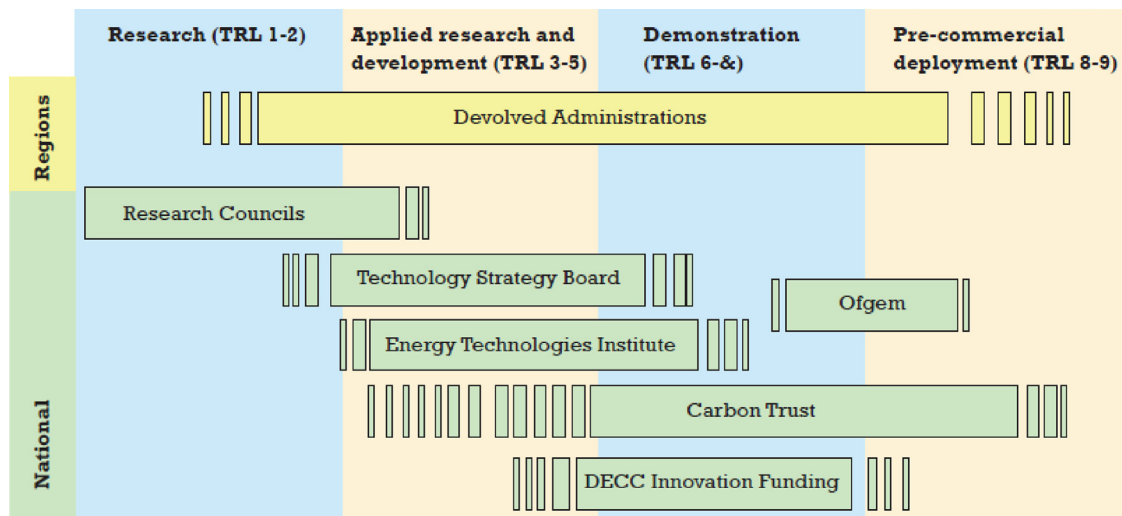 Research (TRL 1-2)
Applied research and
development (TRL 3-5)
Demonstration
(TRL 6-&)
Pre-commercial
deployment (TRL 8-9)
Regions
Devolved Administrations
National
Research Councils
Technology Strategy Board
Ofgem
Energy Technologies Institute
Carbon Trust
DECC Innovation Funding